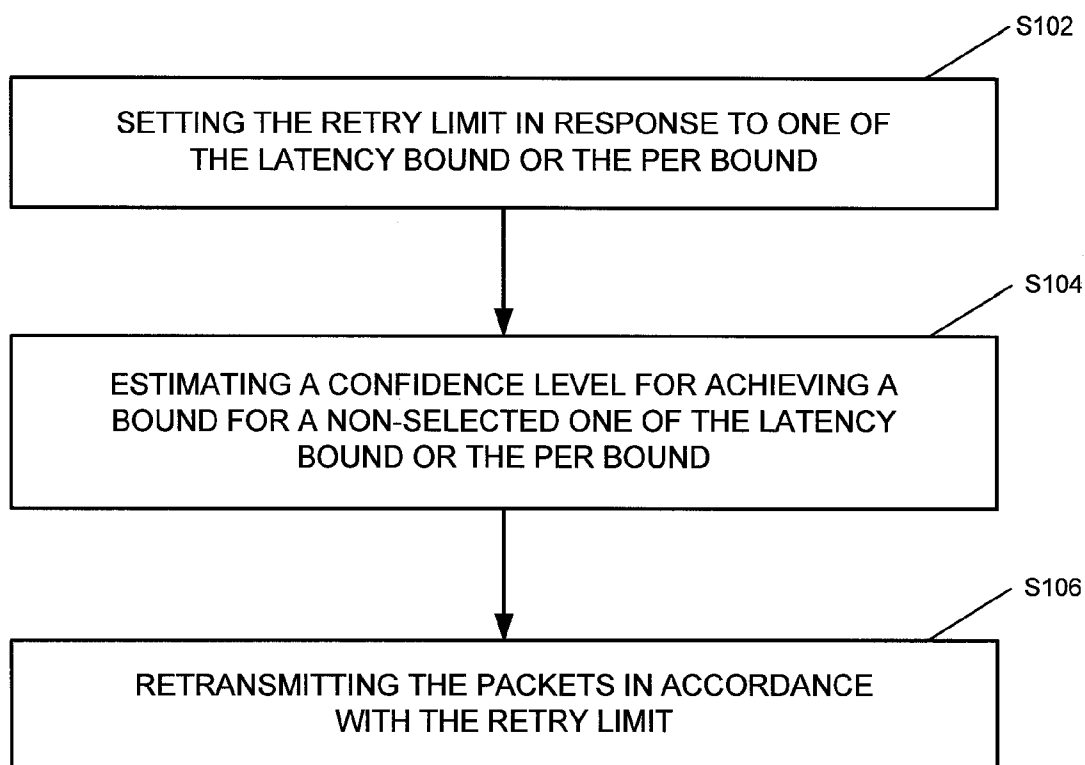 S102
SETTING THE RETRY LIMIT IN RESPONSE TO ONE OF
THE LATENCY BOUND OR THE PER BOUND
S104
ESTIMATING A CONFIDENCE LEVEL FOR ACHIEVING A
BOUND FOR A NON-SELECTED ONE OF THE LATENCY
BOUND OR THE PER BOUND
S106
RETRANSMITTING THE PACKETS IN ACCORDANCE
WITH THE RETRY LIMIT